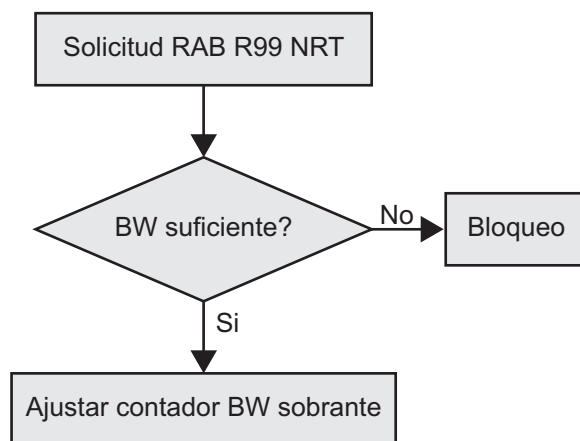 Solicitud RAB R99 NRT
BW suficiente?
No
Bloqueo
Si
Ajustar contador BW sobrante